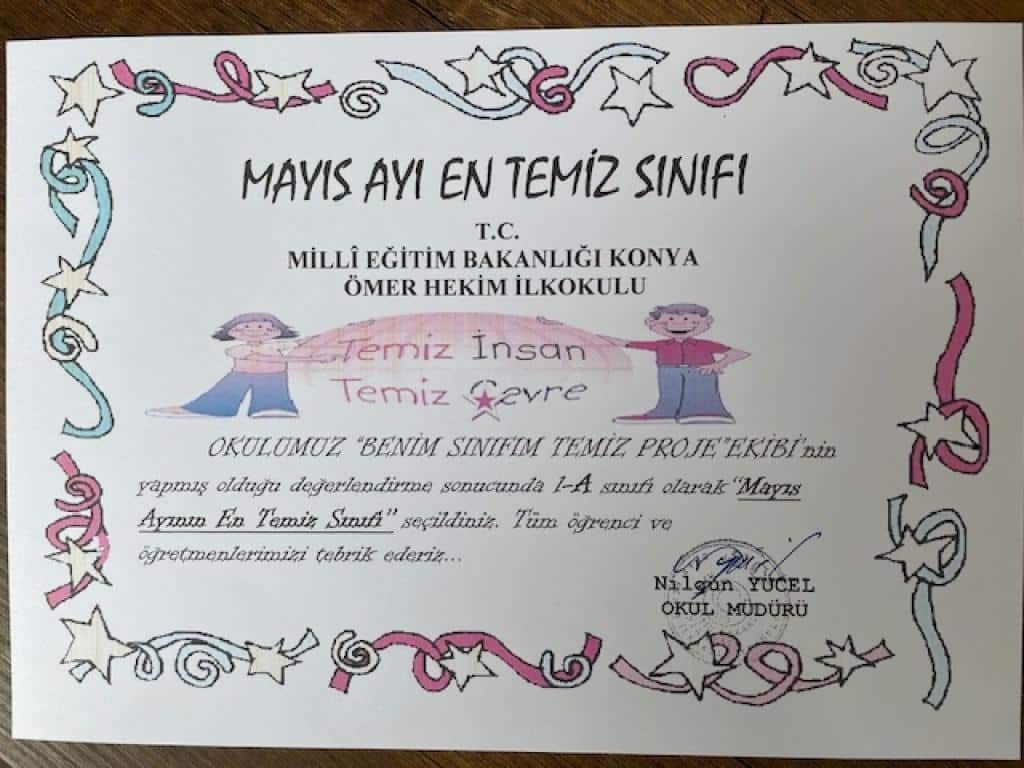 MAYIS AYI EN TEMİZ SINIFI
T.C.
MİLLÎ EĞİTİM BAKANLIĞI KONYA
ÖMER HEKİM İLKOKULU
Temiz İnsan
Temiz Çevre
OKULUMUZ "BENİM SINIFIM TEMİZ PROJE"EKİBİ'nin
yapmış olduğu değerlendirme sonucunda 1-A sınıfı olarak "Mayıs
Ayının En Temiz Sınıfı" seçildiniz. Tüm öğrenci ve
öğretmenlerimizi tebrik ederiz...
Nilgün YÜCEL
OKUL MÜDÜRÜ